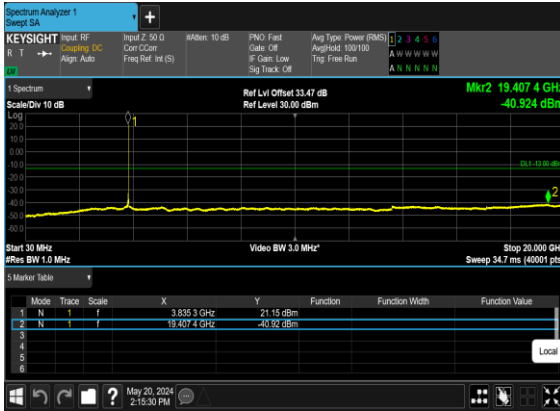 Spectrum Analyzer 1
Swept SA
+
KEYSIGHT Input: RF Input Z: 50 Ω #Atten: 10 dB PNO: Fast Avg Type: Power (RMS) 1 2 3 4 5 6
R T Coupling: DC Corr CCorr Gate: Off Avg|Hold: 100/100 A W W W W W
Align: Auto Freq Ref: Int (S) IF Gain: Low Trig: Free Run
Sig Track: Off A N N N N N
1 Spectrum Ref Lvl Offset 33.47 dB Mkr2 19.407 4 GHz
Scale/Div 10 dB Ref Level 30.00 dBm -40.924 dBm
Log
20.0
10.0
0.00
-10.0
-20.0
-30.0
-40.0
-50.0
-60.0
1
DL1 -13.00 dBm
2
Start 30 MHz Video BW 3.0 MHz* Stop 20.000 GHz
#Res BW 1.0 MHz Sweep 34.7 ms (40001 pts)
5 Marker Table
Mode Trace Scale X Y Function Function Width Function Value
1 N 1 f 3.835 3 GHz 21.15 dBm
2 N 1 f 19.407 4 GHz -40.92 dBm
3
4
5
6
Local
? May 20, 2024
2:15:30 PM